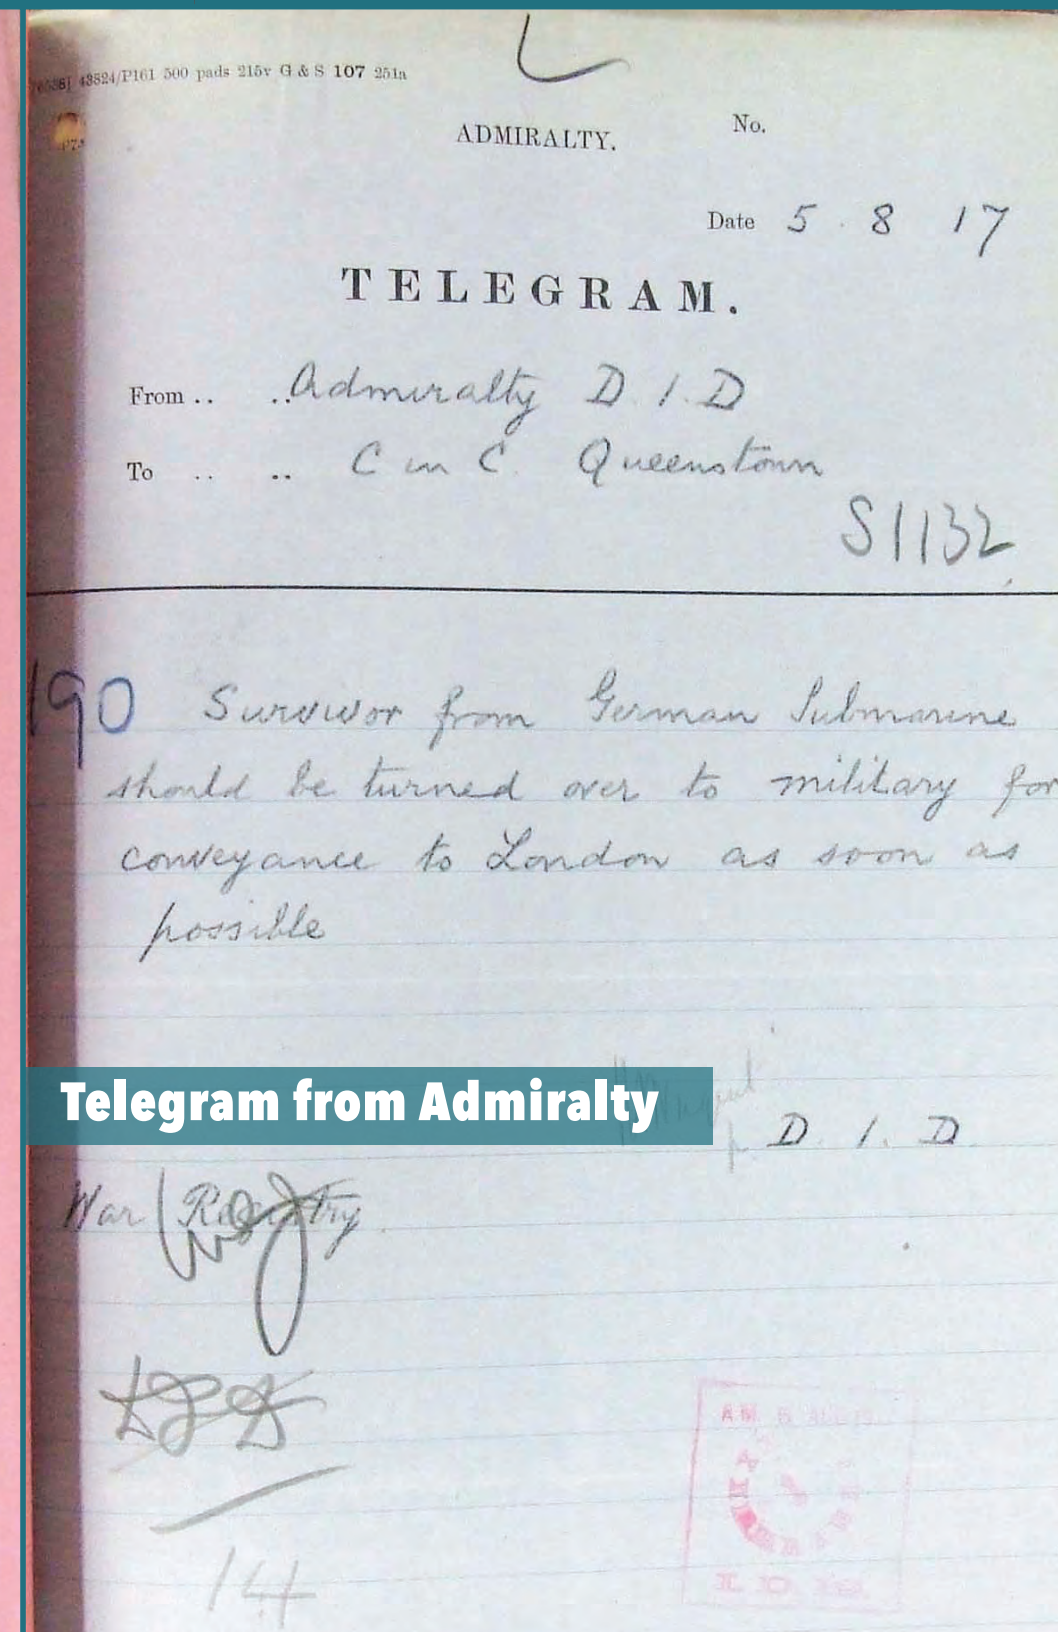 43824/P161 500 pads 215v G & S 107 251a
ADMIRALTY.
No.
Date 5 . 8 17
TELEGRAM.
From .. .. Admiralty D. I. D
To .. .. C in C. Queenstown
S1132
190 Survivor from German Submarine
should be turned over to military for
conveyance to London as soon as
possible
Telegram from Admiralty
D. I. D.
War Registry.
14